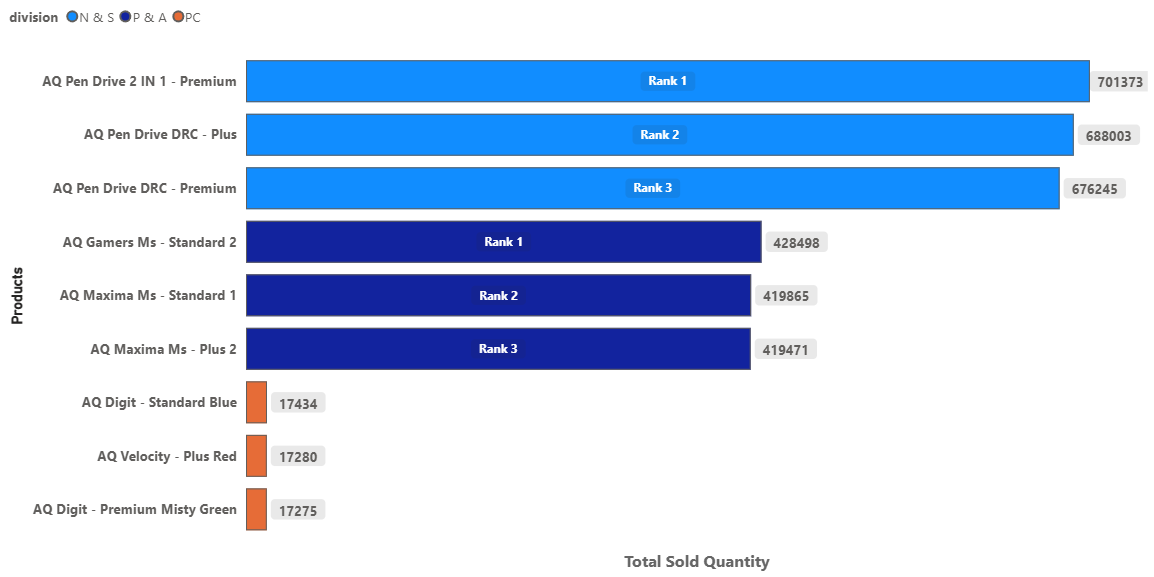 division N & S P & A PC
AQ Pen Drive 2 IN 1 - Premium Rank 1 701373
AQ Pen Drive DRC - Plus Rank 2 688003
AQ Pen Drive DRC - Premium Rank 3 676245
AQ Gamers Ms - Standard 2 Rank 1 428498
AQ Maxima Ms - Standard 1 Rank 2 419865
AQ Maxima Ms - Plus 2 Rank 3 419471
AQ Digit - Standard Blue 17434
AQ Velocity - Plus Red 17280
AQ Digit - Premium Misty Green 17275
Products
Total Sold Quantity